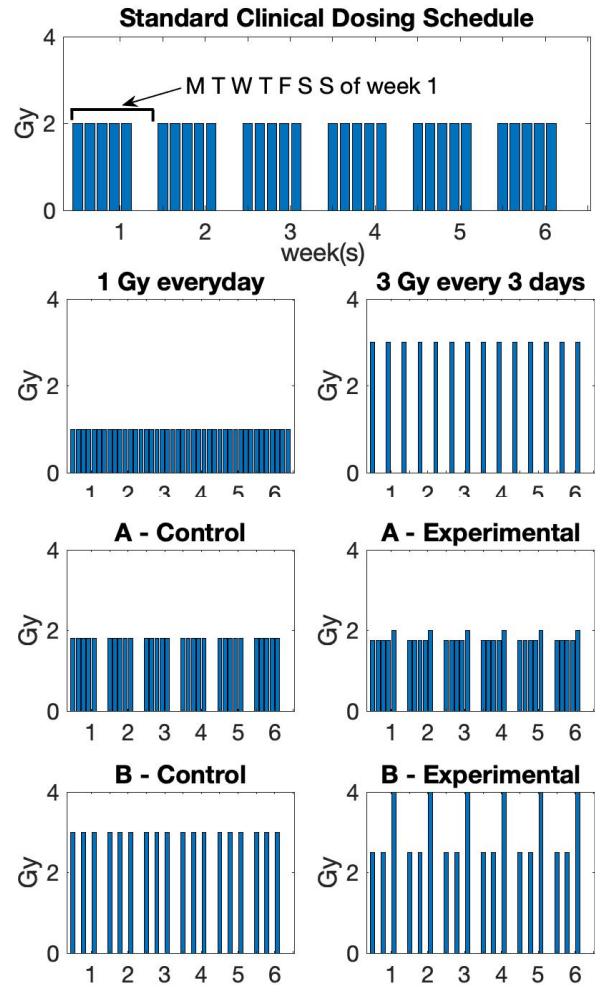 Standard Clinical Dosing Schedule
4
M T W T F S S of week 1
Gy
2
0
1 2 3 4 5 6
week(s)
1 Gy everyday 3 Gy every 3 days
4 4
Gy Gy
2 2
0 0
1 2 3 4 5 6 1 2 3 4 5 6
A - Control A - Experimental
4 4
Gy Gy
2 2
0 0
1 2 3 4 5 6 1 2 3 4 5 6
B - Control B - Experimental
4 4
Gy Gy
2 2
0 0
1 2 3 4 5 6 1 2 3 4 5 6